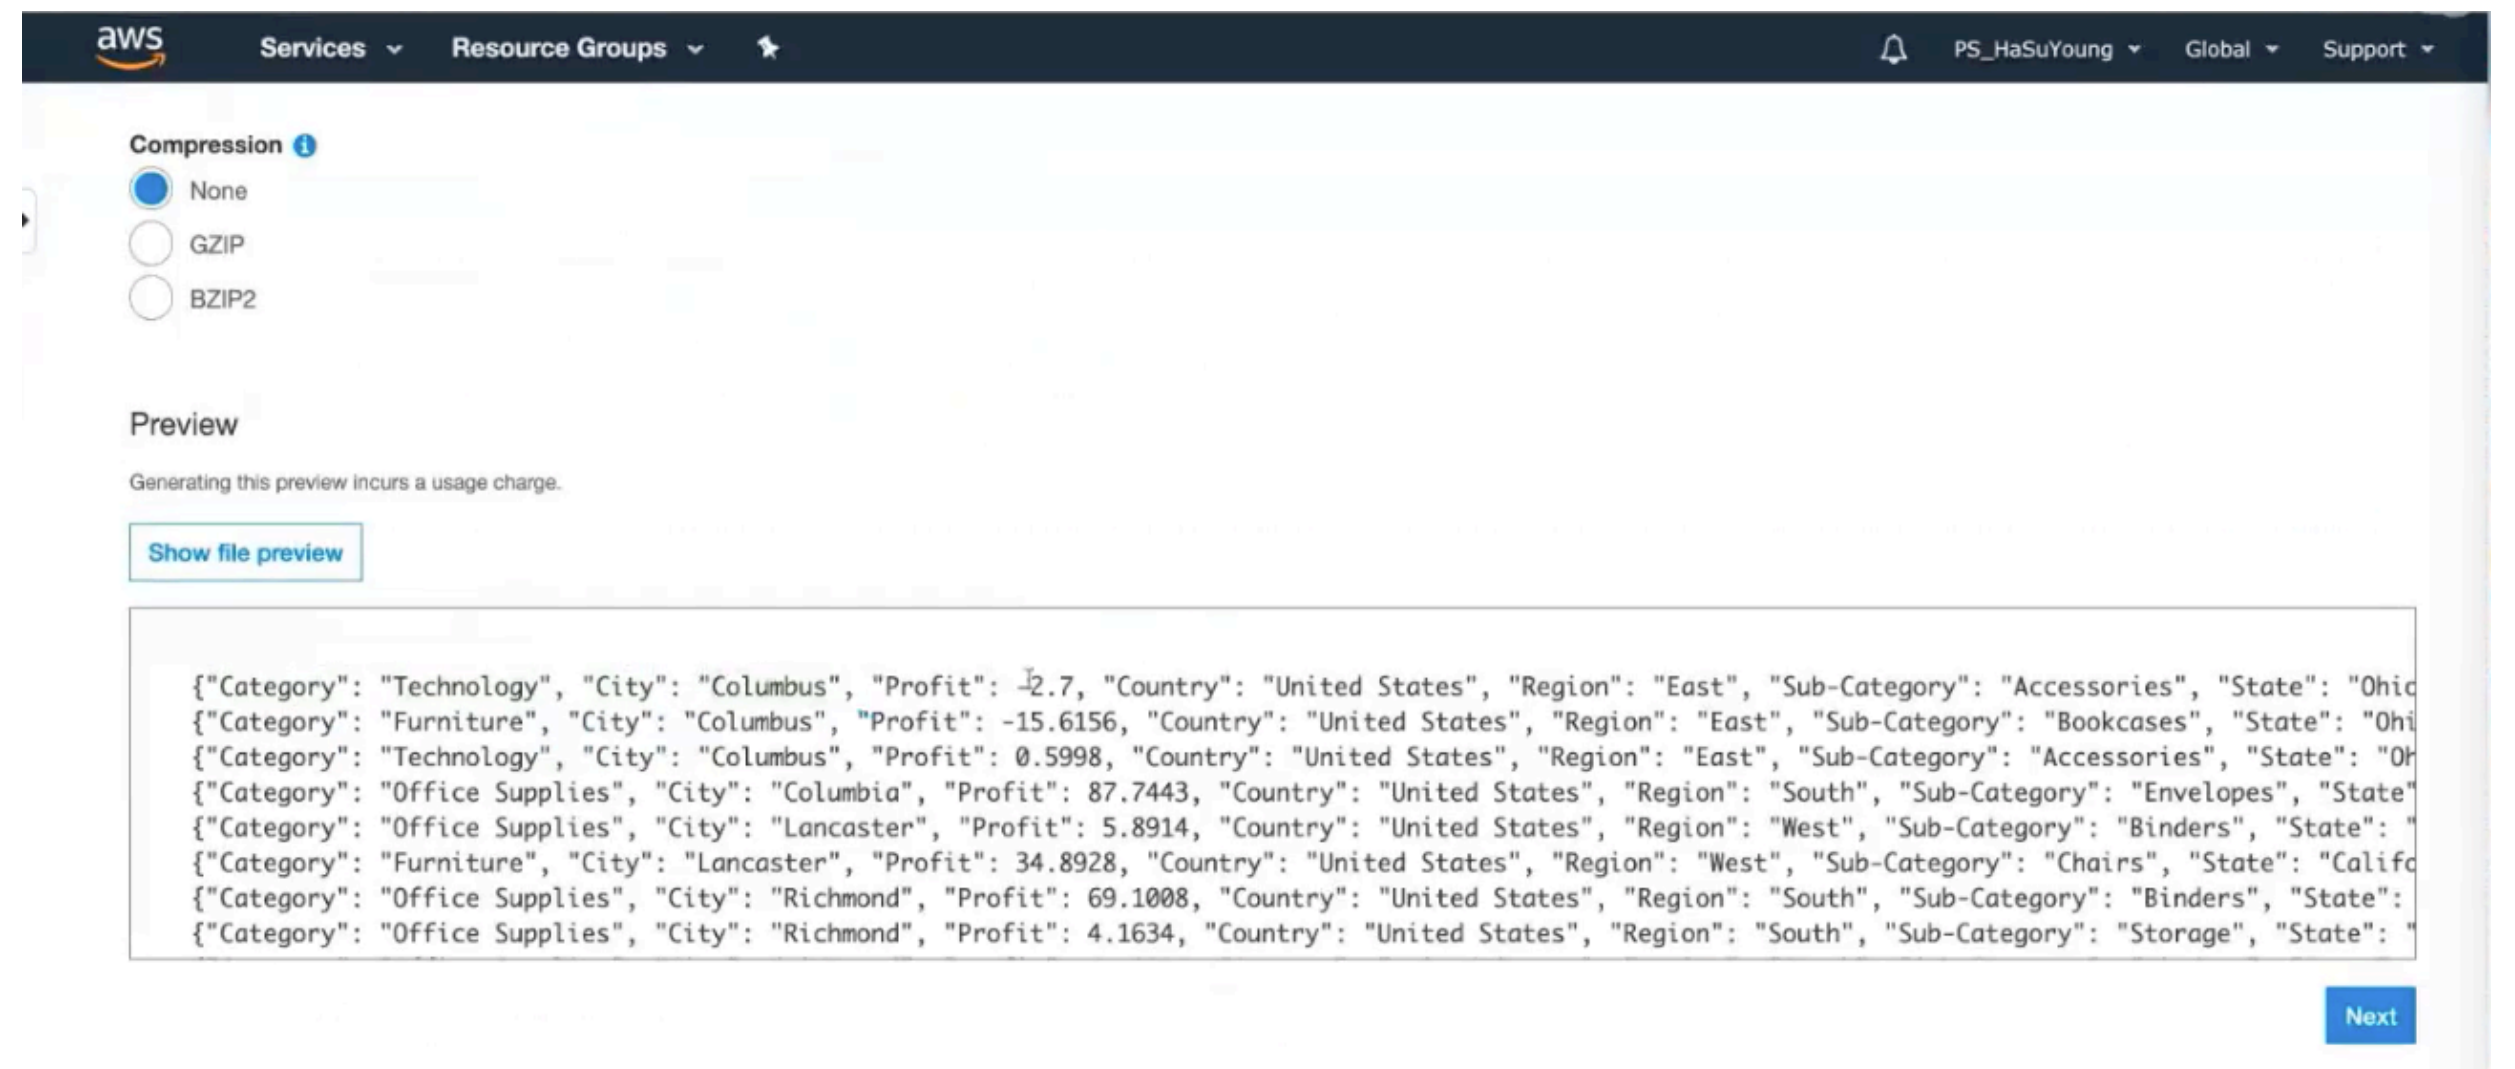 aws Services Resource Groups PS_HaSuYoung Global Support
Compression i
None
GZIP
BZIP2
Preview
Generating this preview incurs a usage charge.
Show file preview
{"Category": "Technology", "City": "Columbus", "Profit": -2.7, "Country": "United States", "Region": "East", "Sub-Category": "Accessories", "State": "Ohio
{"Category": "Furniture", "City": "Columbus", "Profit": -15.6156, "Country": "United States", "Region": "East", "Sub-Category": "Bookcases", "State": "Ohi
{"Category": "Technology", "City": "Columbus", "Profit": 0.5998, "Country": "United States", "Region": "East", "Sub-Category": "Accessories", "State": "Oh
{"Category": "Office Supplies", "City": "Columbia", "Profit": 87.7443, "Country": "United States", "Region": "South", "Sub-Category": "Envelopes", "State"
{"Category": "Office Supplies", "City": "Lancaster", "Profit": 5.8914, "Country": "United States", "Region": "West", "Sub-Category": "Binders", "State": "
{"Category": "Furniture", "City": "Lancaster", "Profit": 34.8928, "Country": "United States", "Region": "West", "Sub-Category": "Chairs", "State": "Califo
{"Category": "Office Supplies", "City": "Richmond", "Profit": 69.1008, "Country": "United States", "Region": "South", "Sub-Category": "Binders", "State":
{"Category": "Office Supplies", "City": "Richmond", "Profit": 4.1634, "Country": "United States", "Region": "South", "Sub-Category": "Storage", "State": "
Next